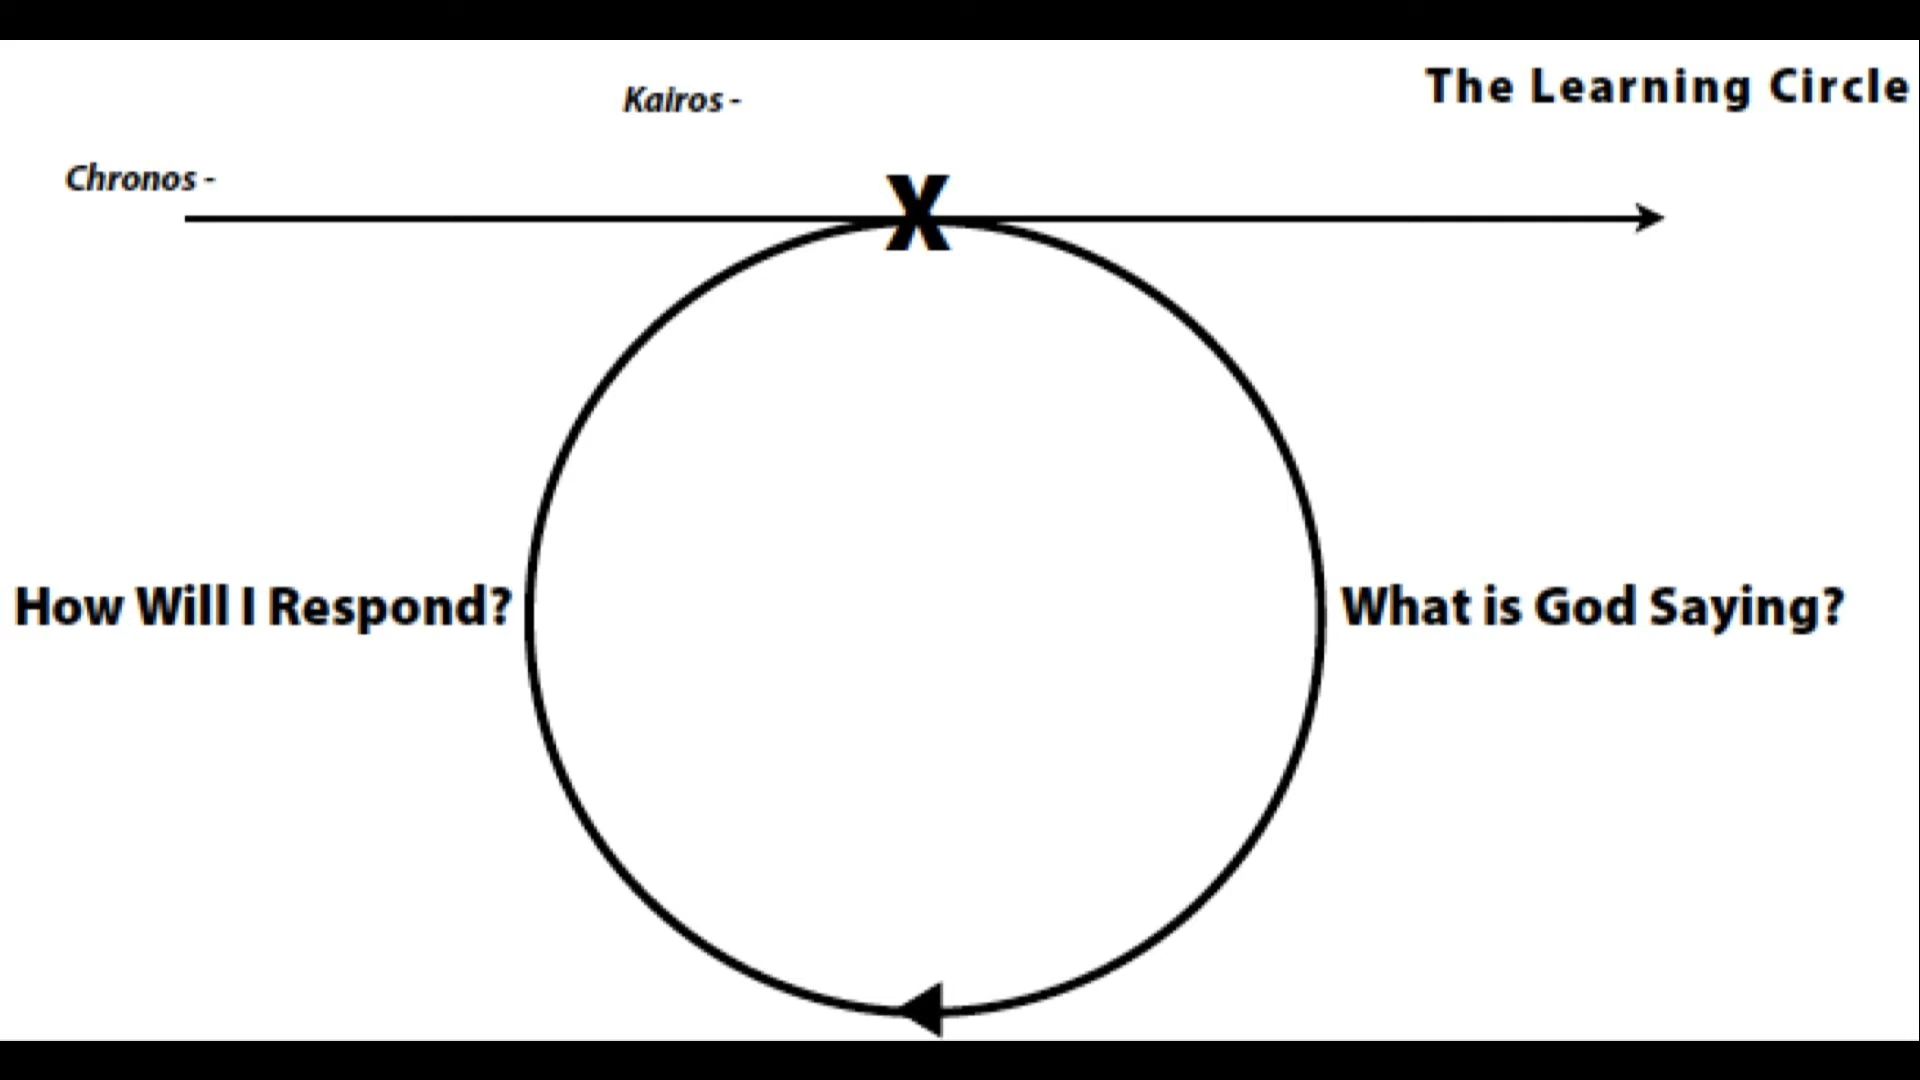 The Learning Circle
Kairos -
Chronos -
X
How Will I Respond?
What is God Saying?